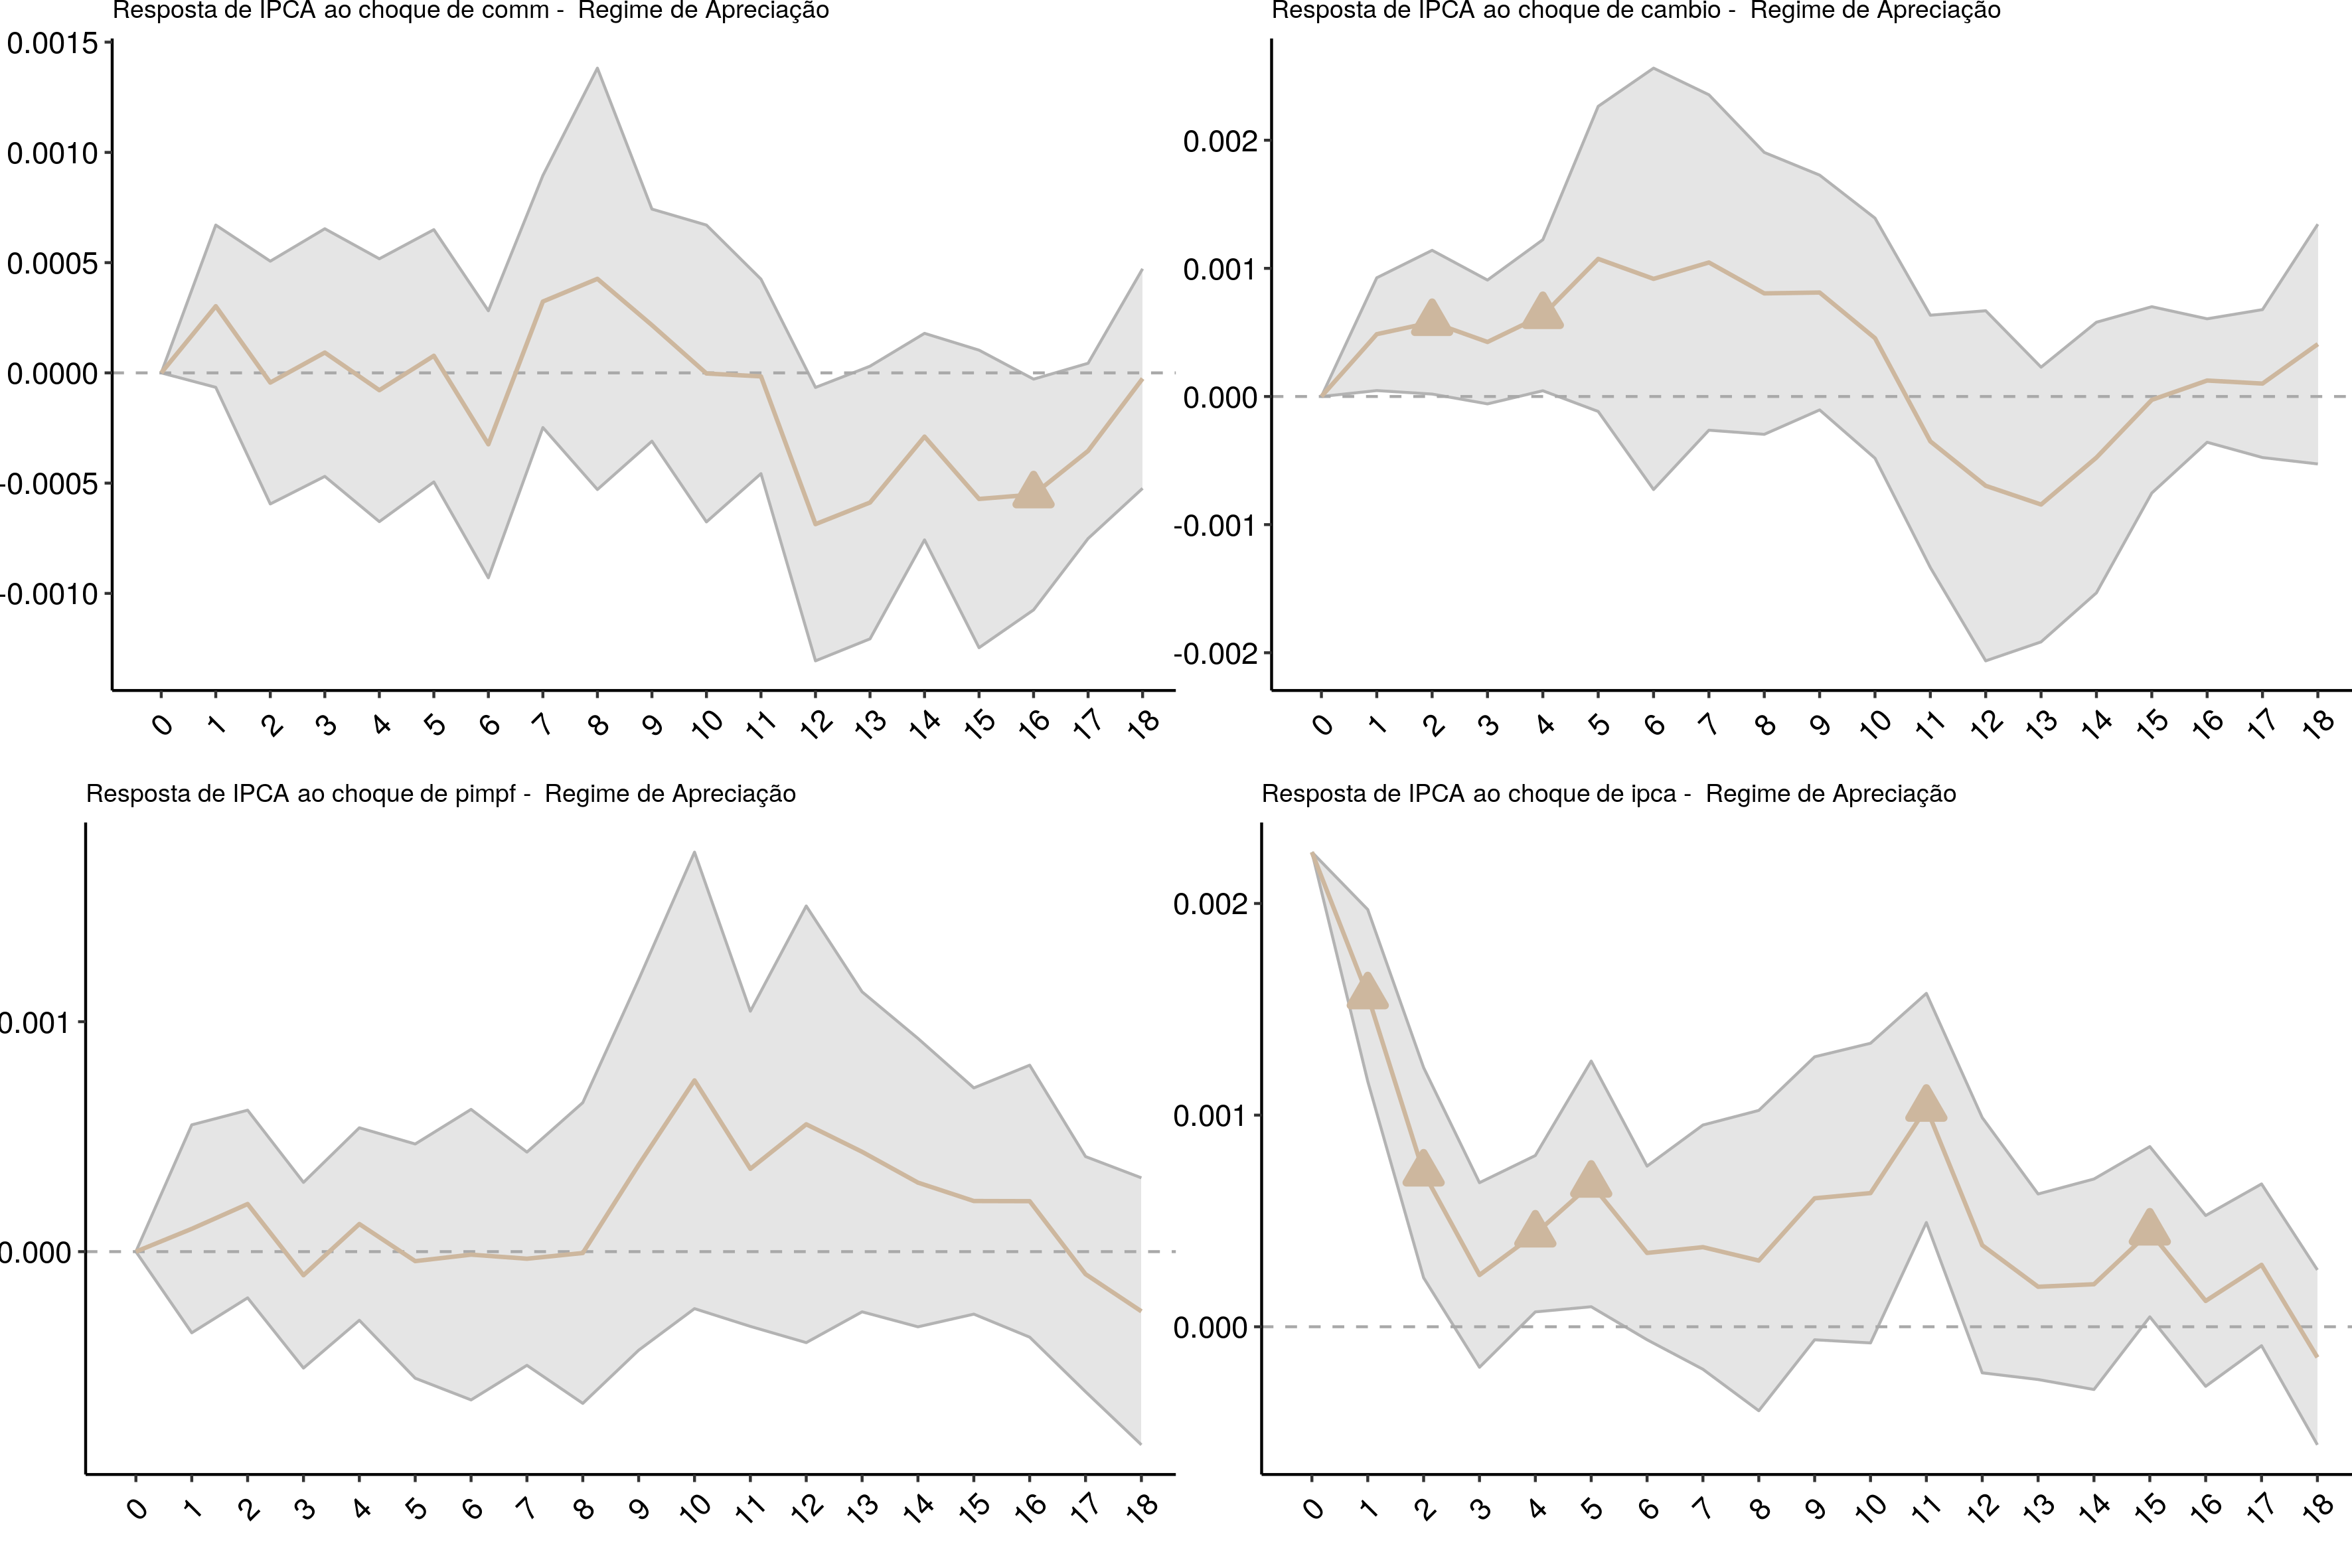 Resposta de IPCA ao choque de comm - Regime de Apreciação
0.0015
0.0010
0.0005
0.0000
-0.0005
-0.0010
0 1 2 3 4 5 6 7 8 9 10 11 12 13 14 15 16 17 18
Resposta de IPCA ao choque de cambio - Regime de Apreciação
0.002
0.001
0.000
-0.001
-0.002
0 1 2 3 4 5 6 7 8 9 10 11 12 13 14 15 16 17 18
Resposta de IPCA ao choque de pimpf - Regime de Apreciação
0.001
0.000
0 1 2 3 4 5 6 7 8 9 10 11 12 13 14 15 16 17 18
Resposta de IPCA ao choque de ipca - Regime de Apreciação
0.002
0.001
0.000
0 1 2 3 4 5 6 7 8 9 10 11 12 13 14 15 16 17 18